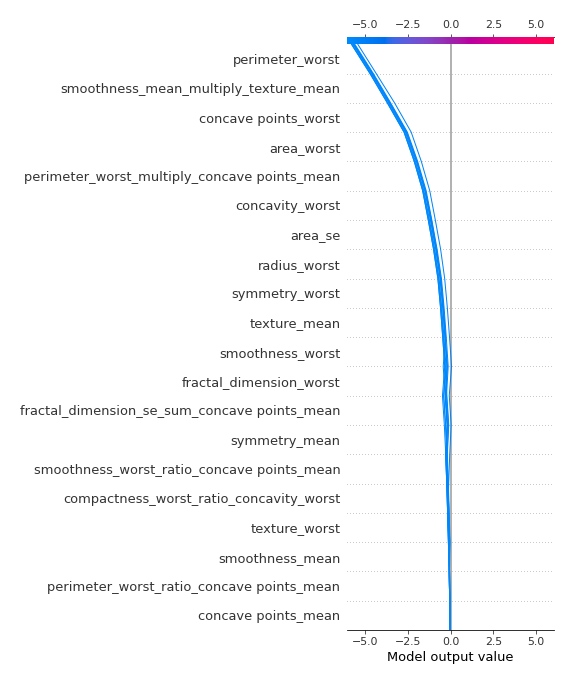 −5.0 −2.5 0.0 2.5 5.0
perimeter_worst
smoothness_mean_multiply_texture_mean
concave points_worst
area_worst
perimeter_worst_multiply_concave points_mean
concavity_worst
area_se
radius_worst
symmetry_worst
texture_mean
smoothness_worst
fractal_dimension_worst
fractal_dimension_se_sum_concave points_mean
symmetry_mean
smoothness_worst_ratio_concave points_mean
compactness_worst_ratio_concavity_worst
texture_worst
smoothness_mean
perimeter_worst_ratio_concave points_mean
concave points_mean
−5.0 −2.5 0.0 2.5 5.0
Model output value